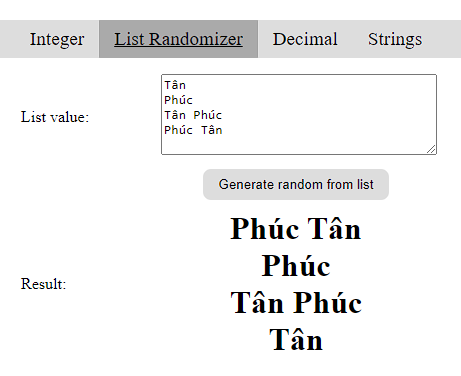 Integer List Randomizer Decimal Strings
List value:
Tân
Phúc
Tân Phúc
Phúc Tân
Generate random from list
Result:
Phúc Tân
Phúc
Tân Phúc
Tân